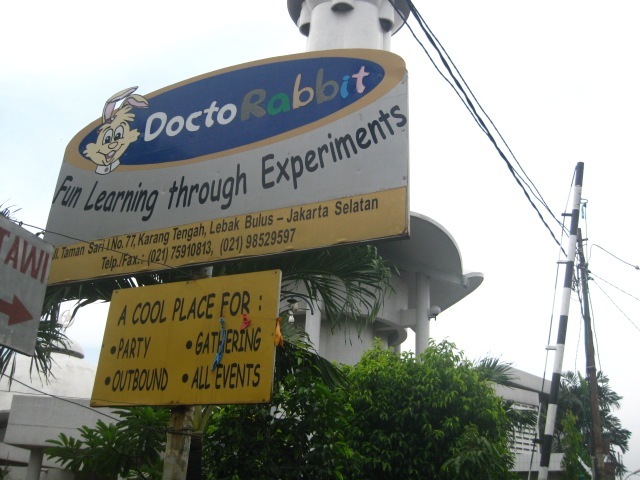 DoctoRabbit
Fun Learning through Experiments
Jl. Taman Sari I No. 77, Karang Tengah, Lebak Bulus - Jakarta Selatan
Telp./Fax.: (021) 75910813, (021) 98529597
TAWI
A COOL PLACE FOR :
•PARTY •GATHERING
•OUTBOUND •ALL EVENTS